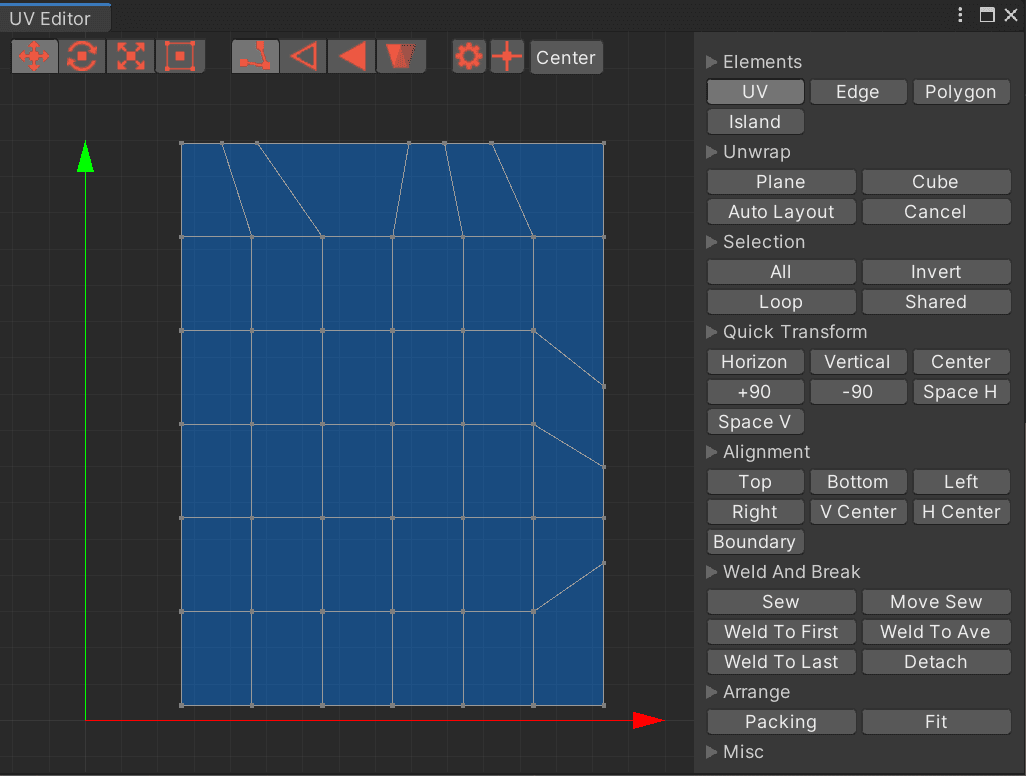 UV Editor
Center
Elements
UV Edge Polygon
Island
Unwrap
Plane Cube
Auto Layout Cancel
Selection
All Invert
Loop Shared
Quick Transform
Horizon Vertical Center
+90 -90 Space H
Space V
Alignment
Top Bottom Left
Right V Center H Center
Boundary
Weld And Break
Sew Move Sew
Weld To First Weld To Ave
Weld To Last Detach
Arrange
Packing Fit
Misc